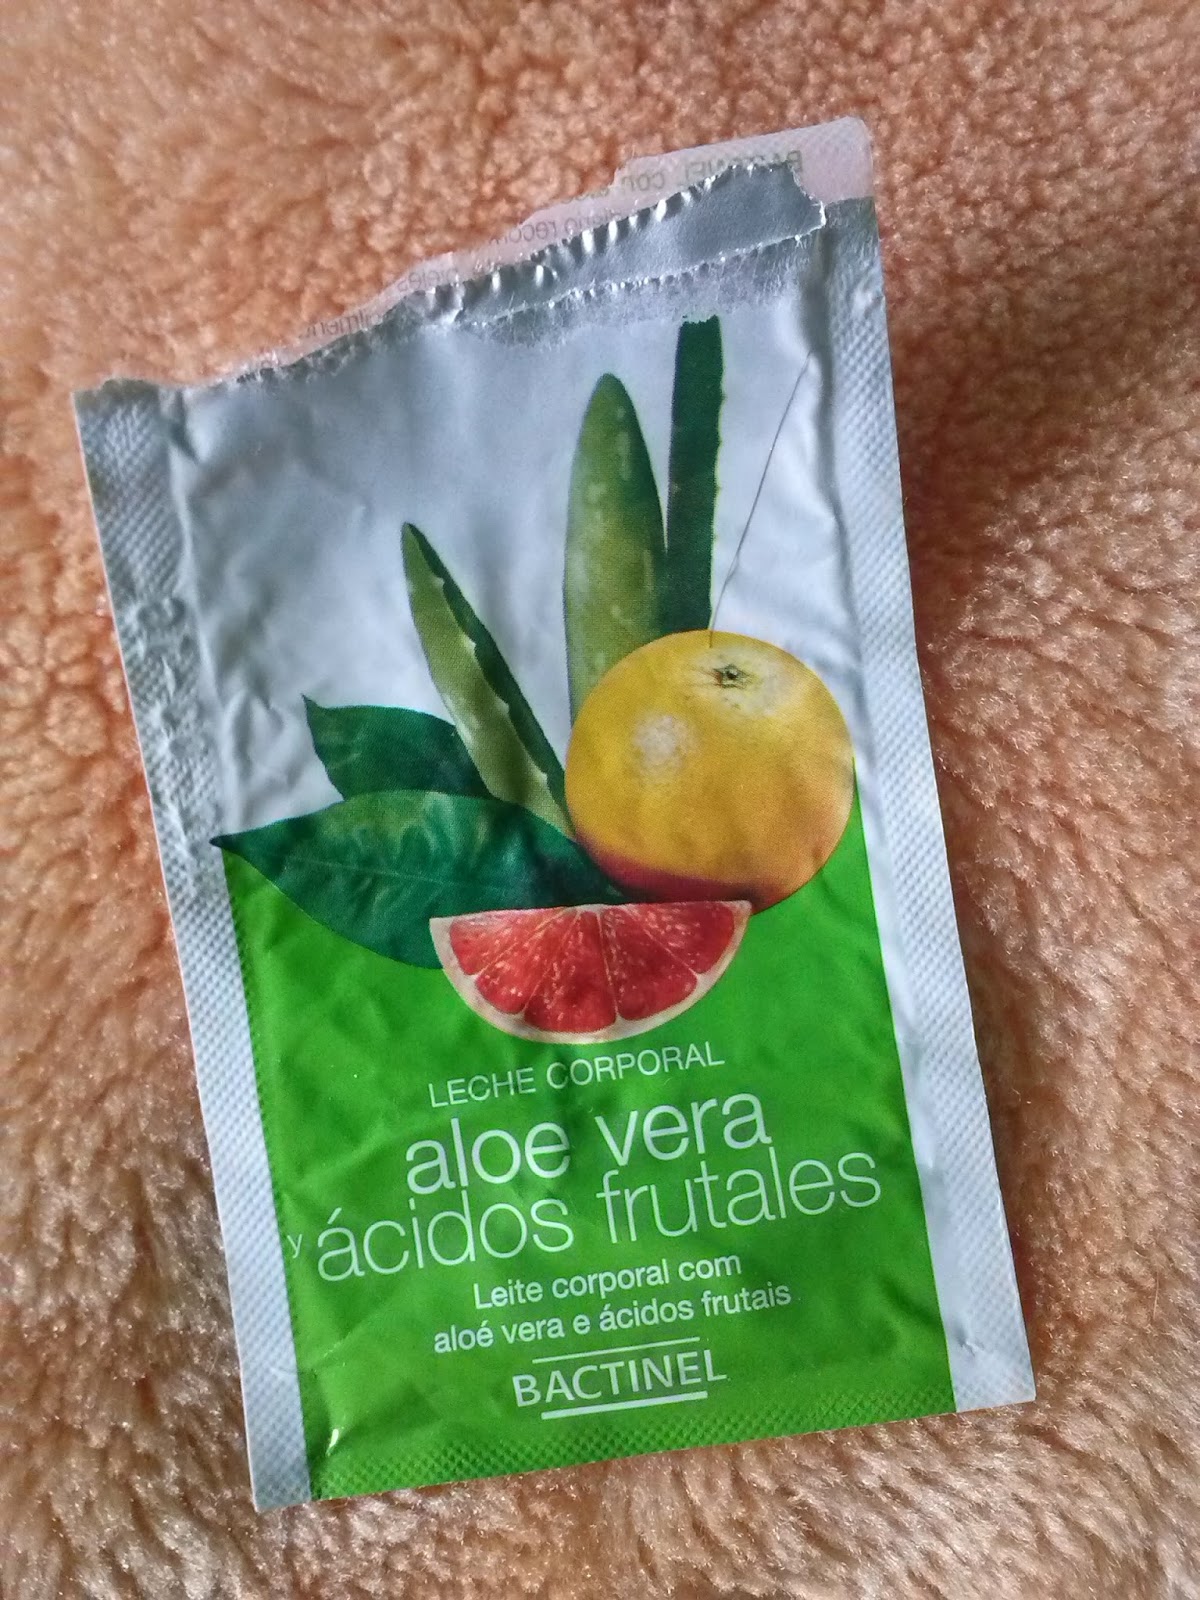 LECHE CORPORAL
aloe vera
y ácidos frutales
Leite corporal com
aloé vera e ácidos frutais
BACTINEL